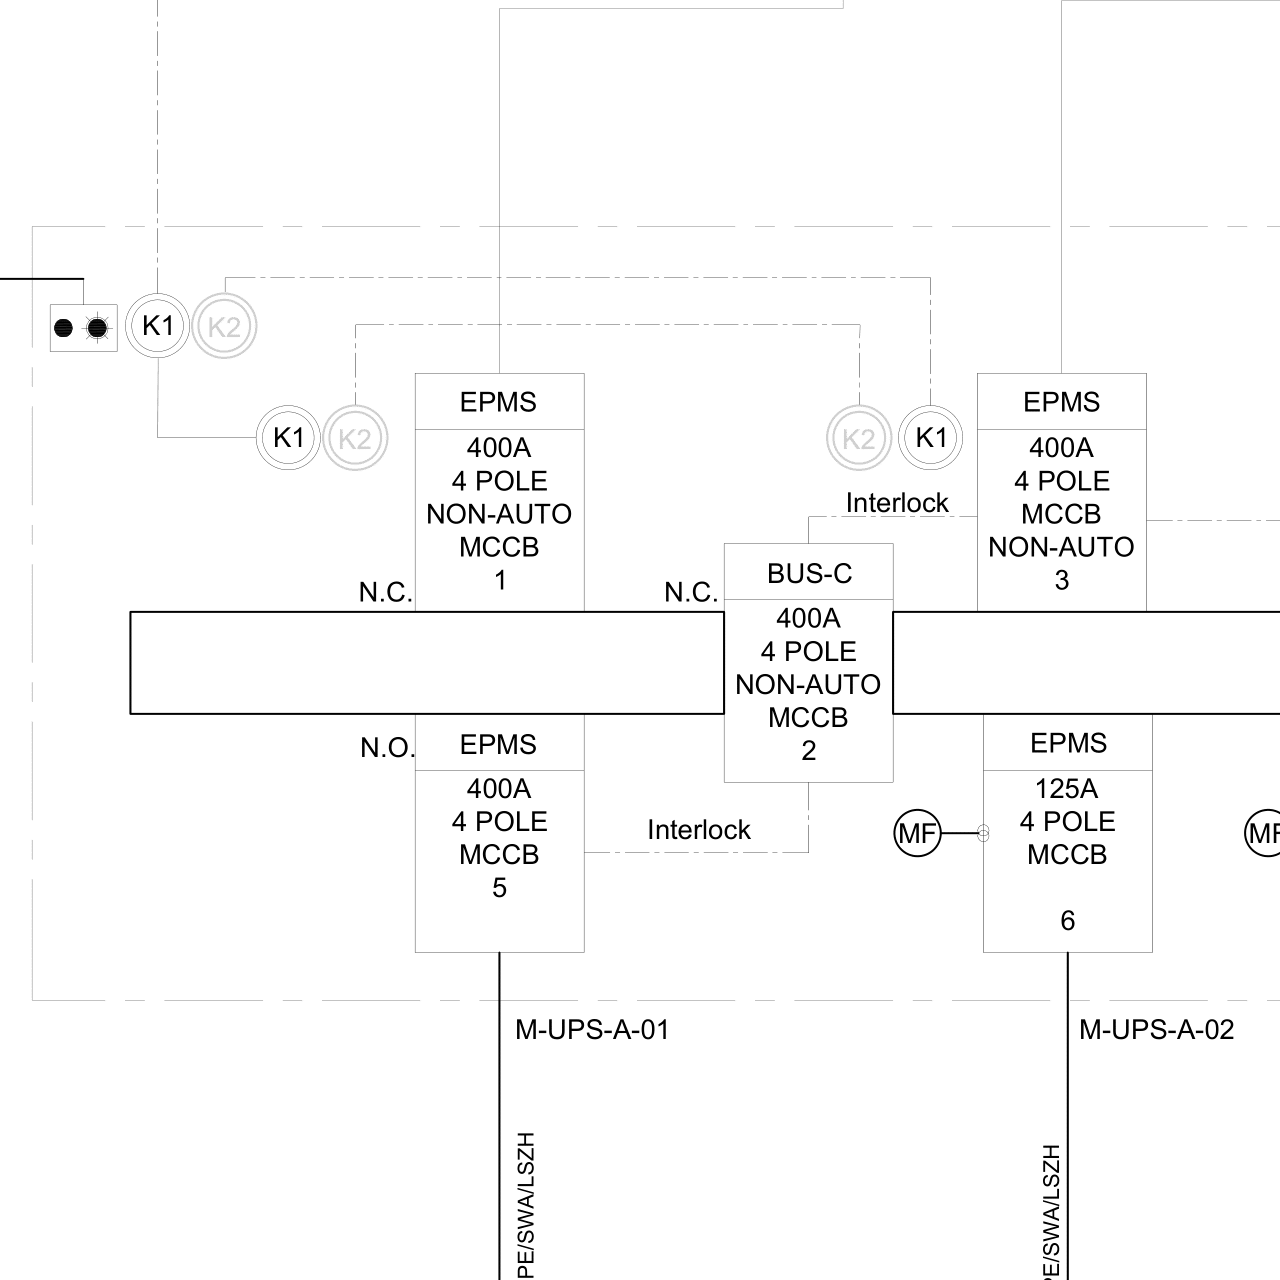 K1
K2
K1
K2
EPMS
400A
4 POLE
NON-AUTO
MCCB
1
N.C.
K2
K1
Interlock
EPMS
400A
4 POLE
MCCB
NON-AUTO
3
N.C.
BUS-C
400A
4 POLE
NON-AUTO
MCCB
2
N.O.
EPMS
400A
4 POLE
MCCB
5
Interlock
MF
EPMS
125A
4 POLE
MCCB
6
MF
M-UPS-A-01
M-UPS-A-02
PE/SWA/LSZH
PE/SWA/LSZH